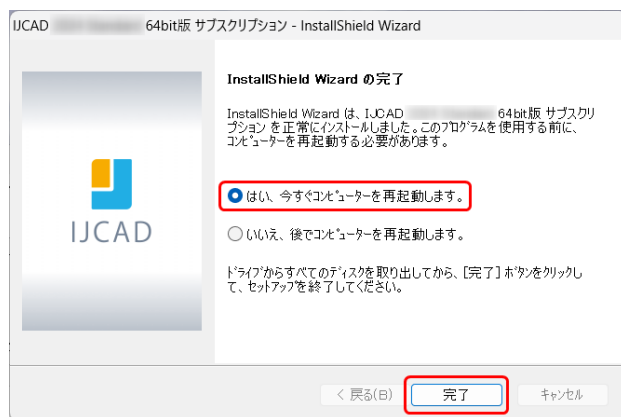 IJCAD 64bit版 サブスクリプション - InstallShield Wizard
InstallShield Wizard の完了
InstallShield Wizard は、IJCAD 64bit版 サブスクリ
プション を正常にインストールしました。このプログラムを使用する前に、
コンピューターを再起動する必要があります。
はい、今すぐコンピューターを再起動します。
いいえ、後でコンピューターを再起動します。
ドライブからすべてのディスクを取り出してから、[完了] ボタンをクリックし
て、セットアップを終了してください。
IJCAD
< 戻る(B)
完了
キャンセル